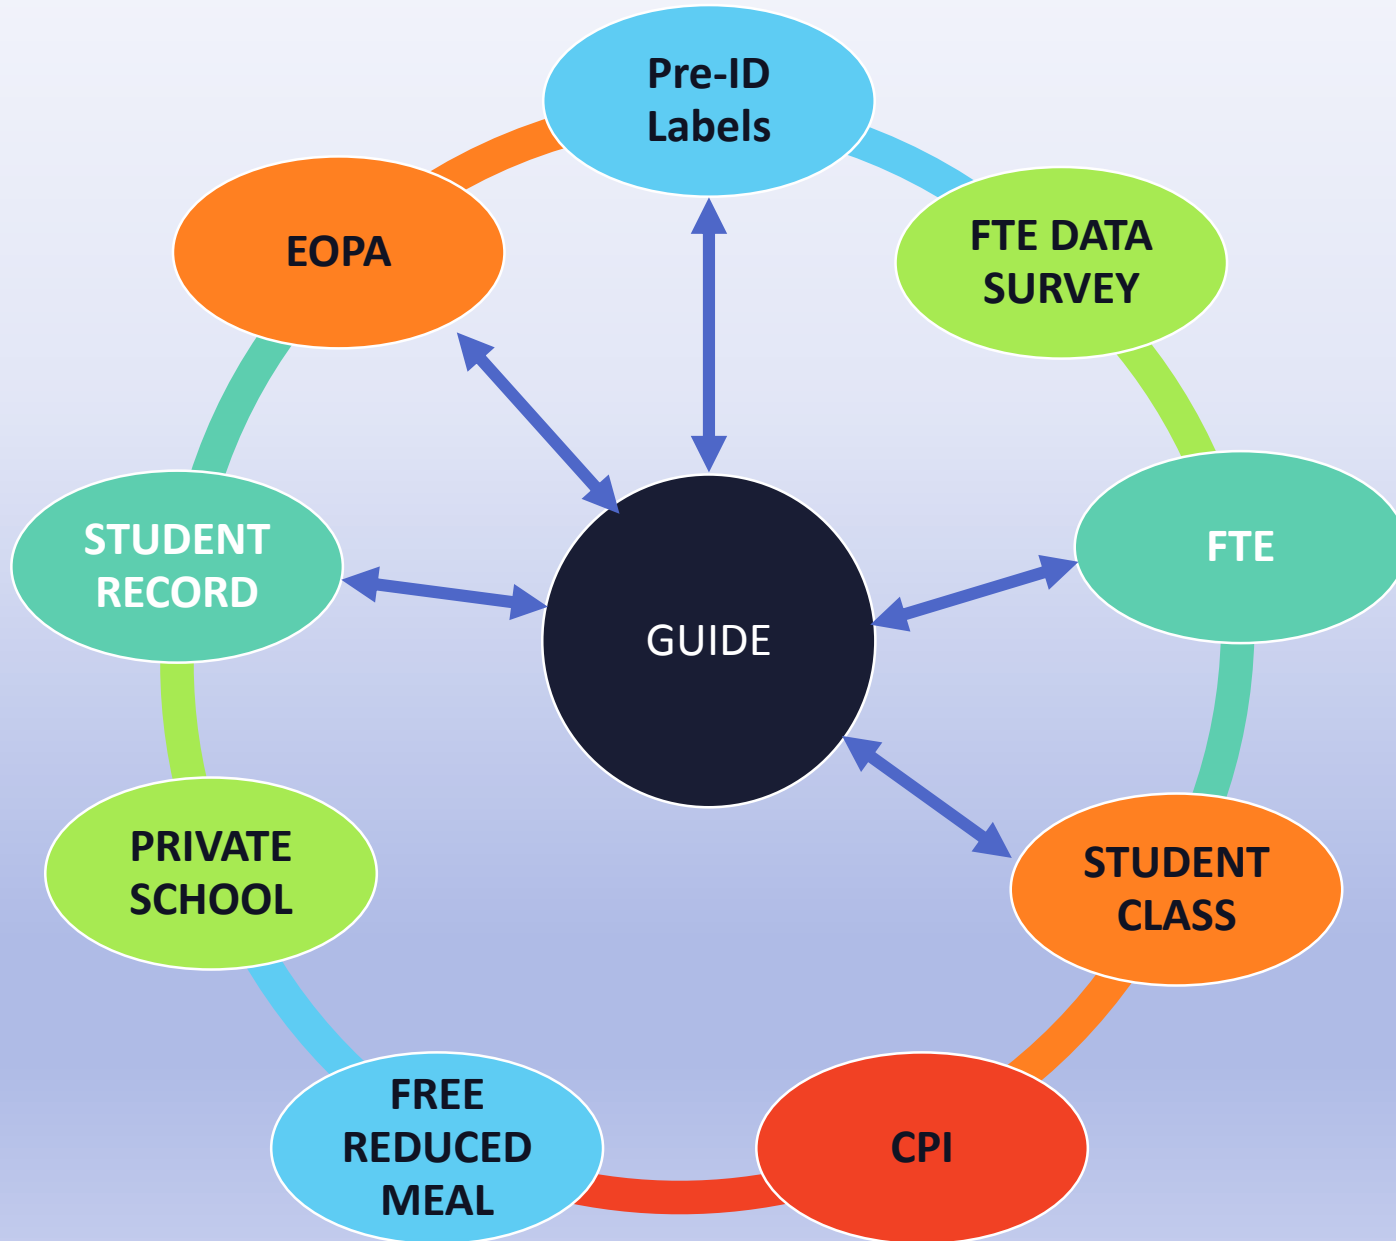 Pre-ID
Labels
EOPA
FTE DATA
SURVEY
STUDENT
RECORD
FTE
GUIDE
PRIVATE
SCHOOL
STUDENT
CLASS
FREE
REDUCED
MEAL
CPI